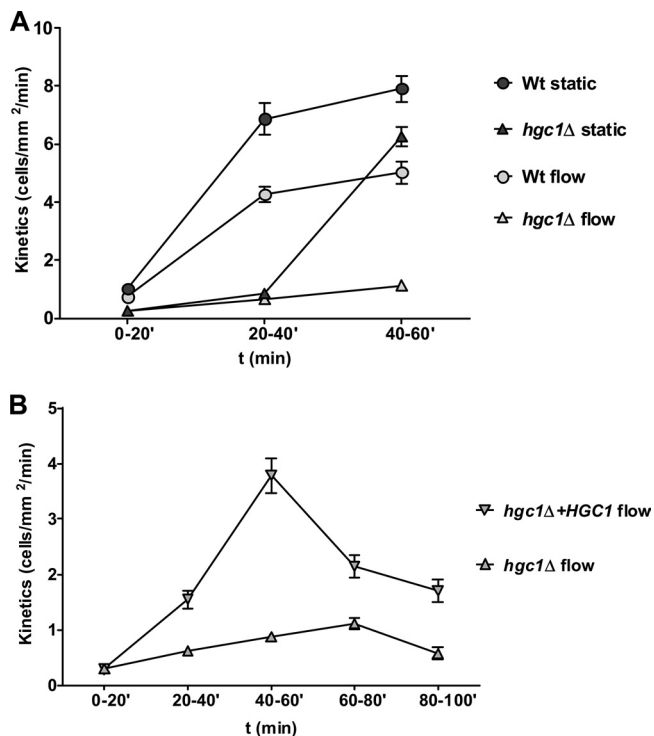 A
Kinetics (cells/mm ²/min)
10
8
6
4
2
0
0-20'
20-40'
40-60'
t (min)
Wt static
hgc1Δ static
Wt flow
hgc1Δ flow
B
Kinetics (cells/mm ²/min)
5
4
3
2
1
0
0-20'
20-40'
40-60'
60-80'
80-100'
t (min)
hgc1Δ+HGC1 flow
hgc1Δ flow